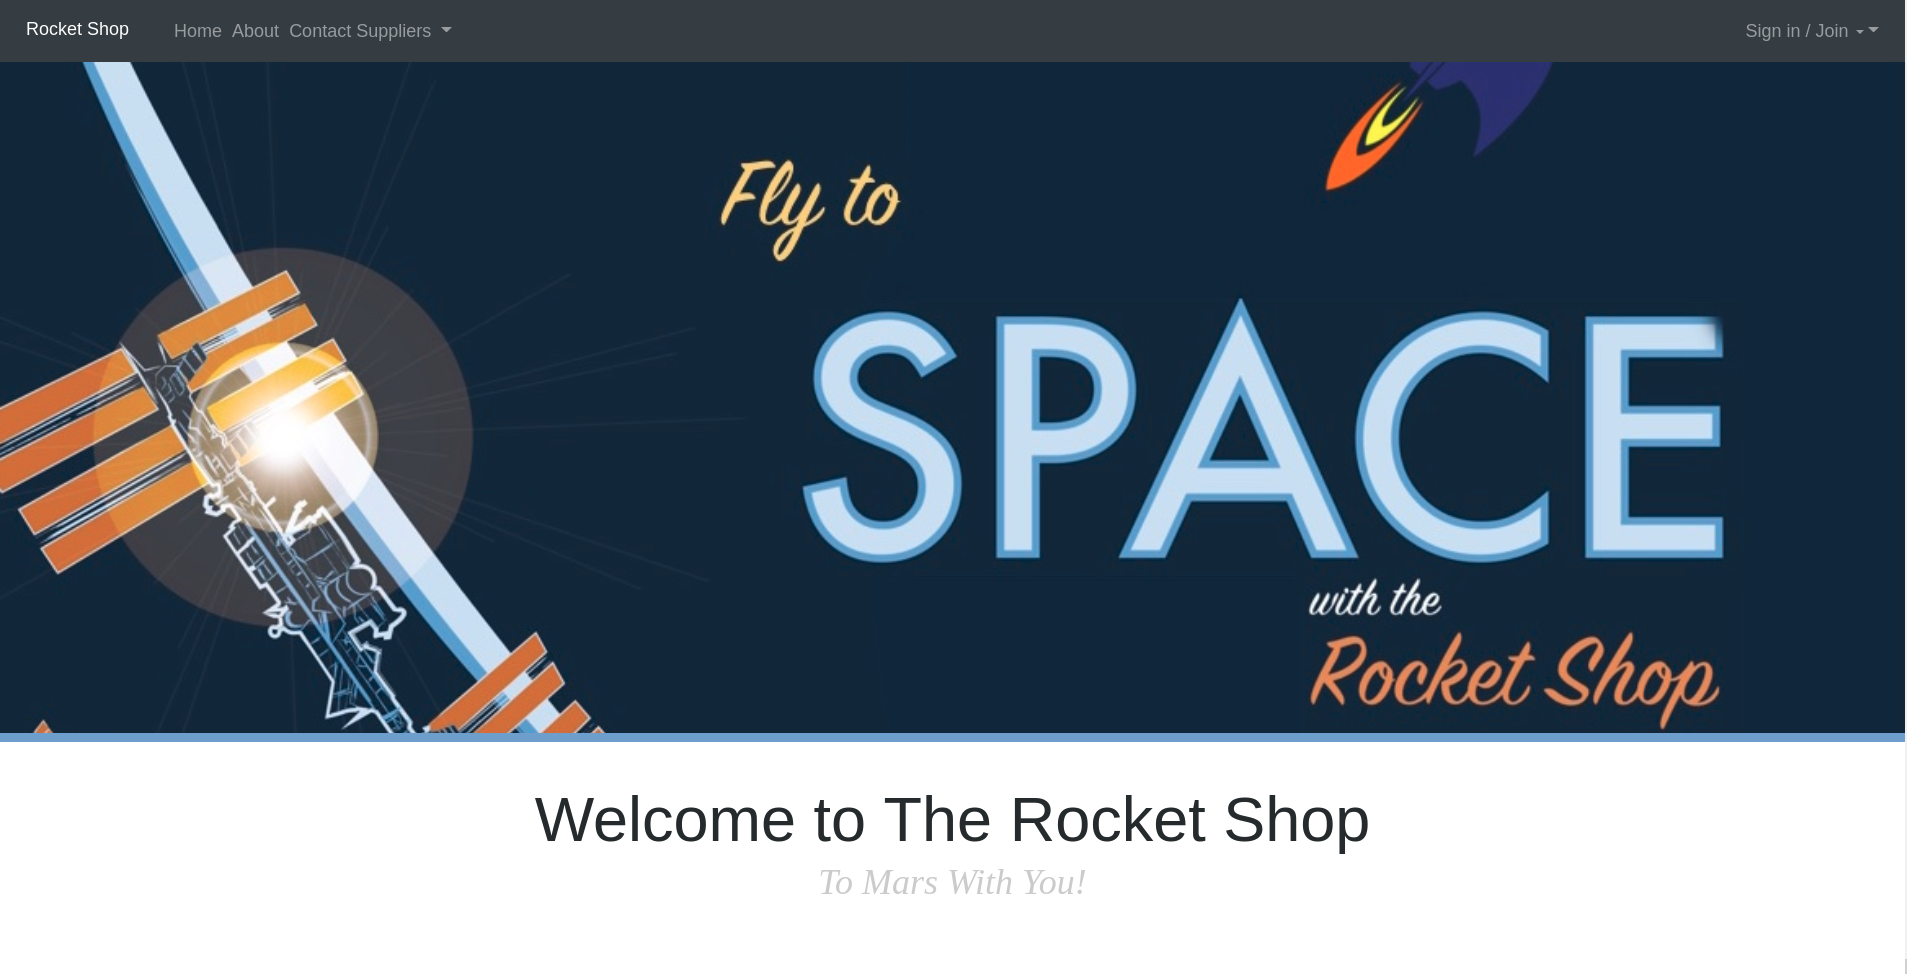 Rocket Shop Home About Contact Suppliers Sign in / Join
Fly to
SPACE
with the
Rocket Shop
Welcome to The Rocket Shop
To Mars With You!